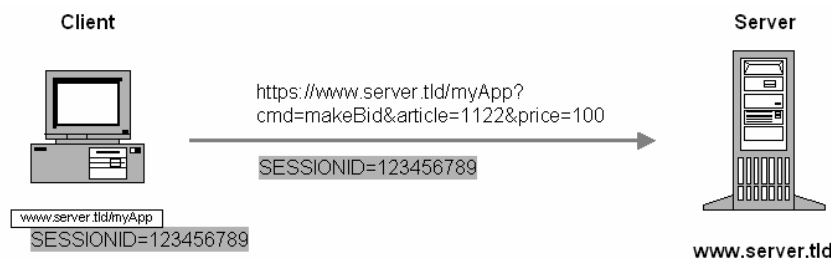 Client
Server
https://www.server.tld/myApp?
cmd=makeBid&article=1122&price=100
SESSIONID=123456789
www.server.tld/myApp
SESSIONID=123456789
www.server.tld